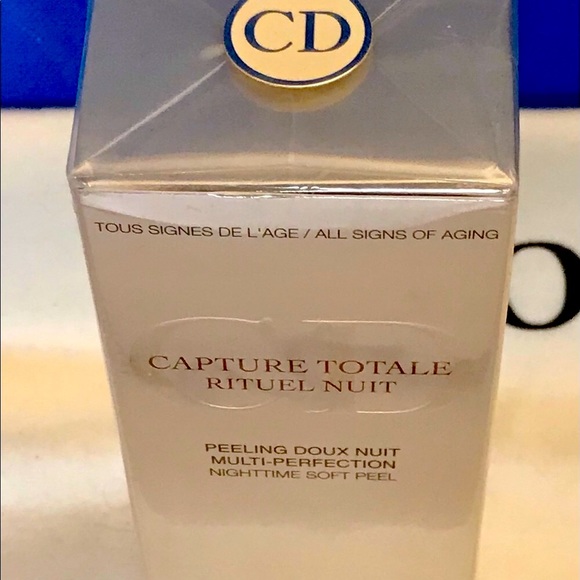 CD
TOUS SIGNES DE L'AGE / ALL SIGNS OF AGING
CD
CAPTURE TOTALE
RITUEL NUIT
O
PEELING DOUX NUIT
MULTI-PERFECTION
NIGHTTIME SOFT PEEL